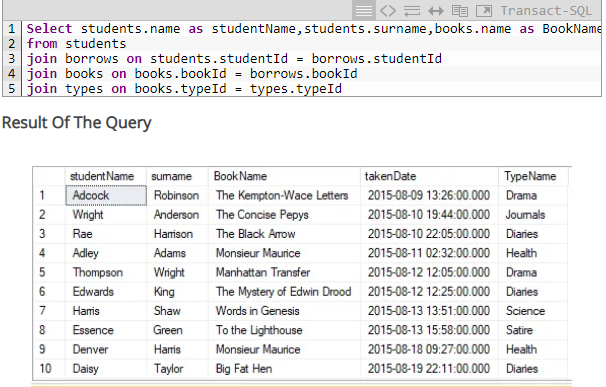 Transact-SQL
1 Select students.name as studentName,students.surname,books.name as BookName
2 from students
3 join borrows on students.studentId = borrows.studentId
4 join books on books.bookId = borrows.bookId
5 join types on books.typeId = types.typeId
Result Of The Query
studentName surname BookName takenDate TypeName
1 Adcock Robinson The Kempton-Wace Letters 2015-08-09 13:26:00.000 Drama
2 Wright Anderson The Concise Pepys 2015-08-10 19:44:00.000 Journals
3 Rae Harrison The Black Arrow 2015-08-10 22:05:00.000 Diaries
4 Adley Adams Monsieur Maurice 2015-08-11 02:32:00.000 Health
5 Thompson Wright Manhattan Transfer 2015-08-12 12:05:00.000 Drama
6 Edwards King The Mystery of Edwin Drood 2015-08-12 12:25:00.000 Diaries
7 Harris Shaw Words in Genesis 2015-08-13 13:51:00.000 Science
8 Essence Green To the Lighthouse 2015-08-13 15:58:00.000 Satire
9 Denver Harris Monsieur Maurice 2015-08-18 09:27:00.000 Health
10 Daisy Taylor Big Fat Hen 2015-08-19 22:11:00.000 Diaries